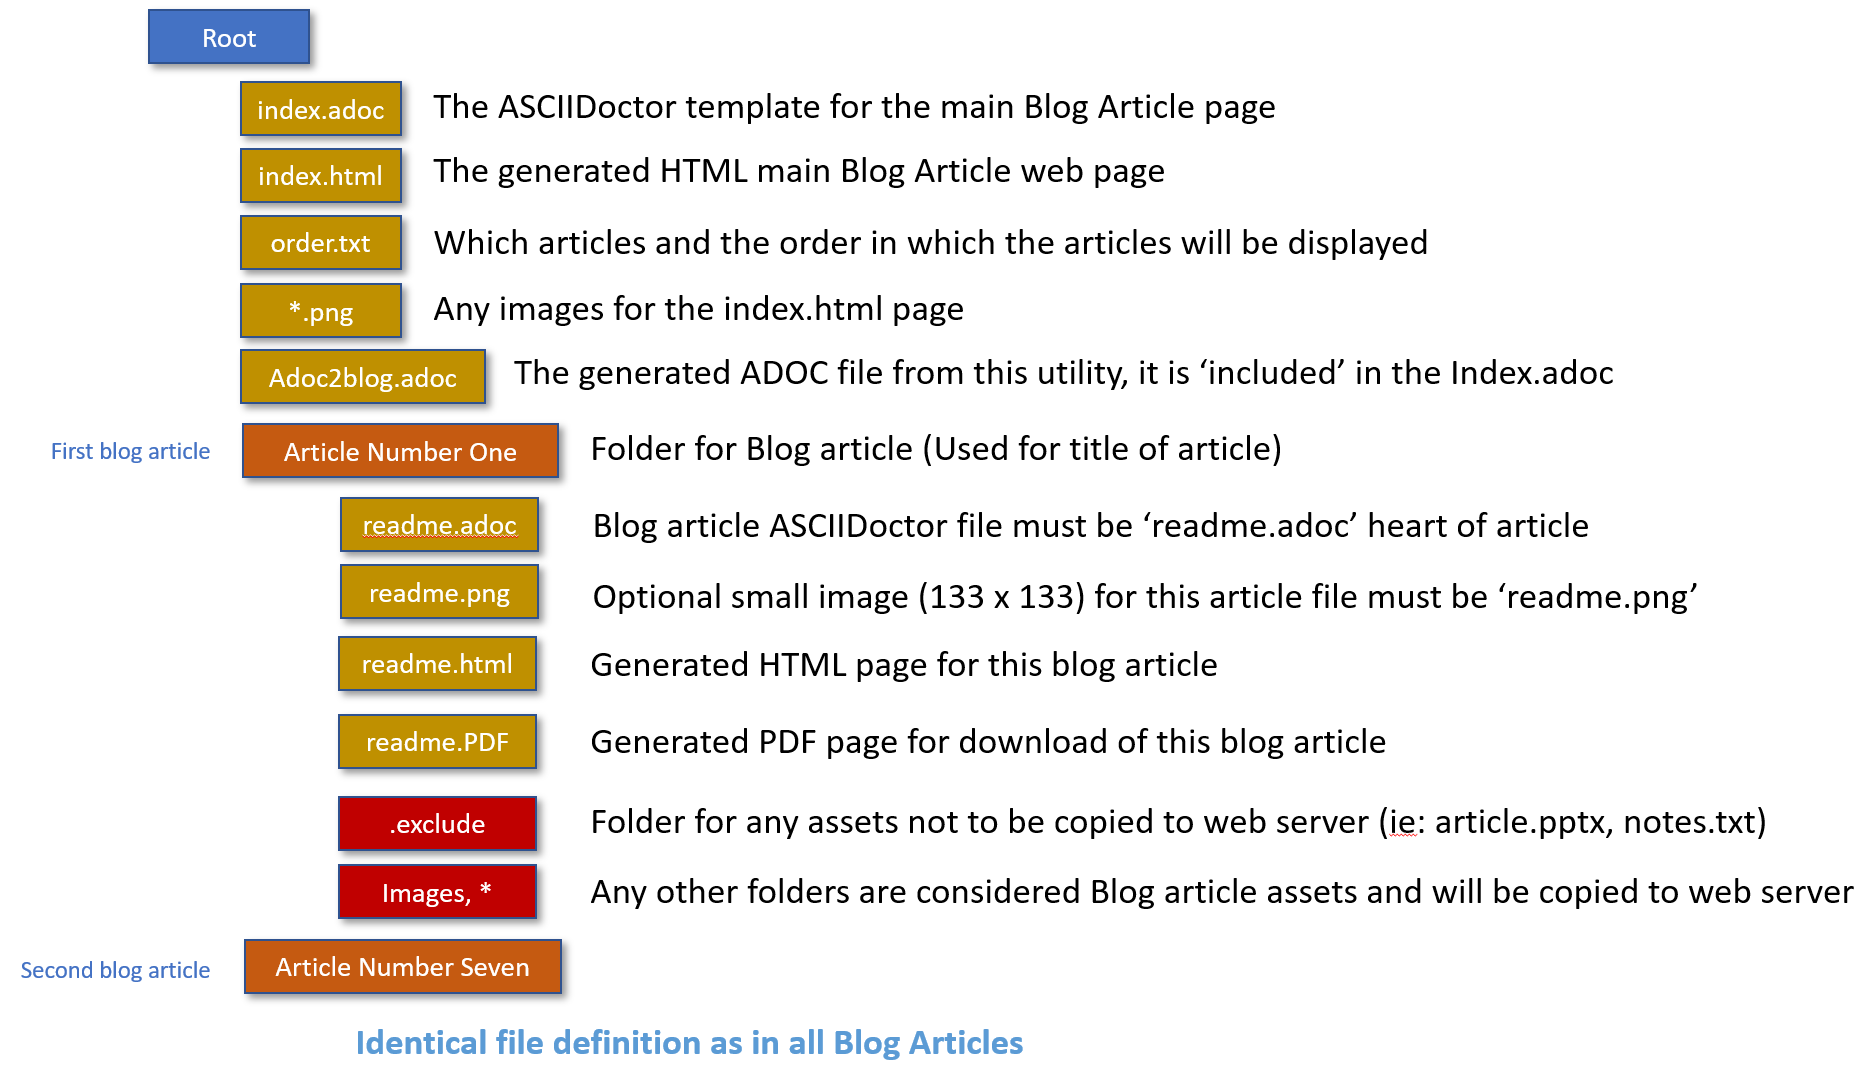 Root
index.adoc The ASCIIDoctor template for the main Blog Article page
index.html The generated HTML main Blog Article web page
order.txt Which articles and the order in which the articles will be displayed
*.png Any images for the index.html page
Adoc2blog.adoc The generated ADOC file from this utility, it is ‘included’ in the Index.adoc
First blog article Article Number One Folder for Blog article (Used for title of article)
readme.adoc Blog article ASCIIDoctor file must be ‘readme.adoc’ heart of article
readme.png Optional small image (133 x 133) for this article file must be ‘readme.png’
readme.html Generated HTML page for this blog article
readme.PDF Generated PDF page for download of this blog article
.exclude Folder for any assets not to be copied to web server (ie: article.pptx, notes.txt)
Images, * Any other folders are considered Blog article assets and will be copied to web server
Second blog article Article Number Seven
Identical file definition as in all Blog Articles